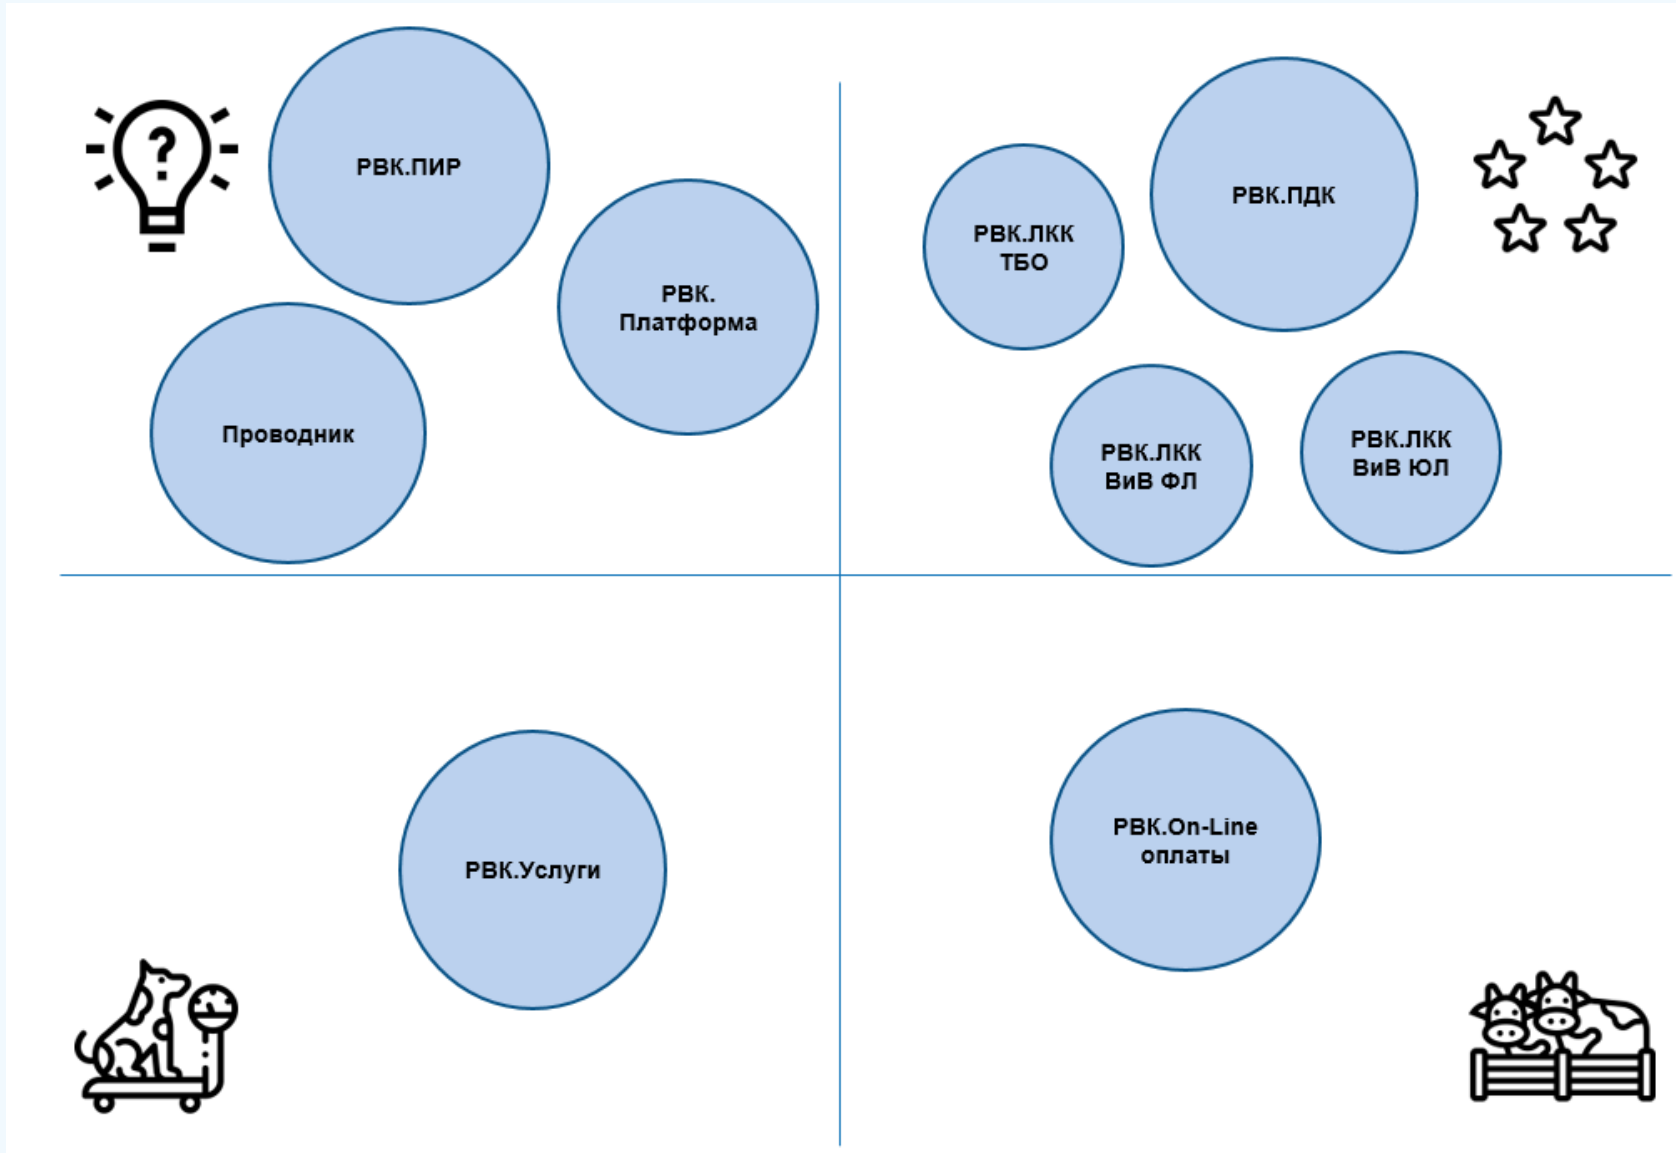 ?
РВК.ПИР
РВК.
Платформа
Проводник
РВК.ЛКК
ТБО
РВК.ПДК
РВК.ЛКК
ВиВ ФЛ
РВК.ЛКК
ВиВ ЮЛ
РВК.Услуги
РВК.On-Line
оплаты